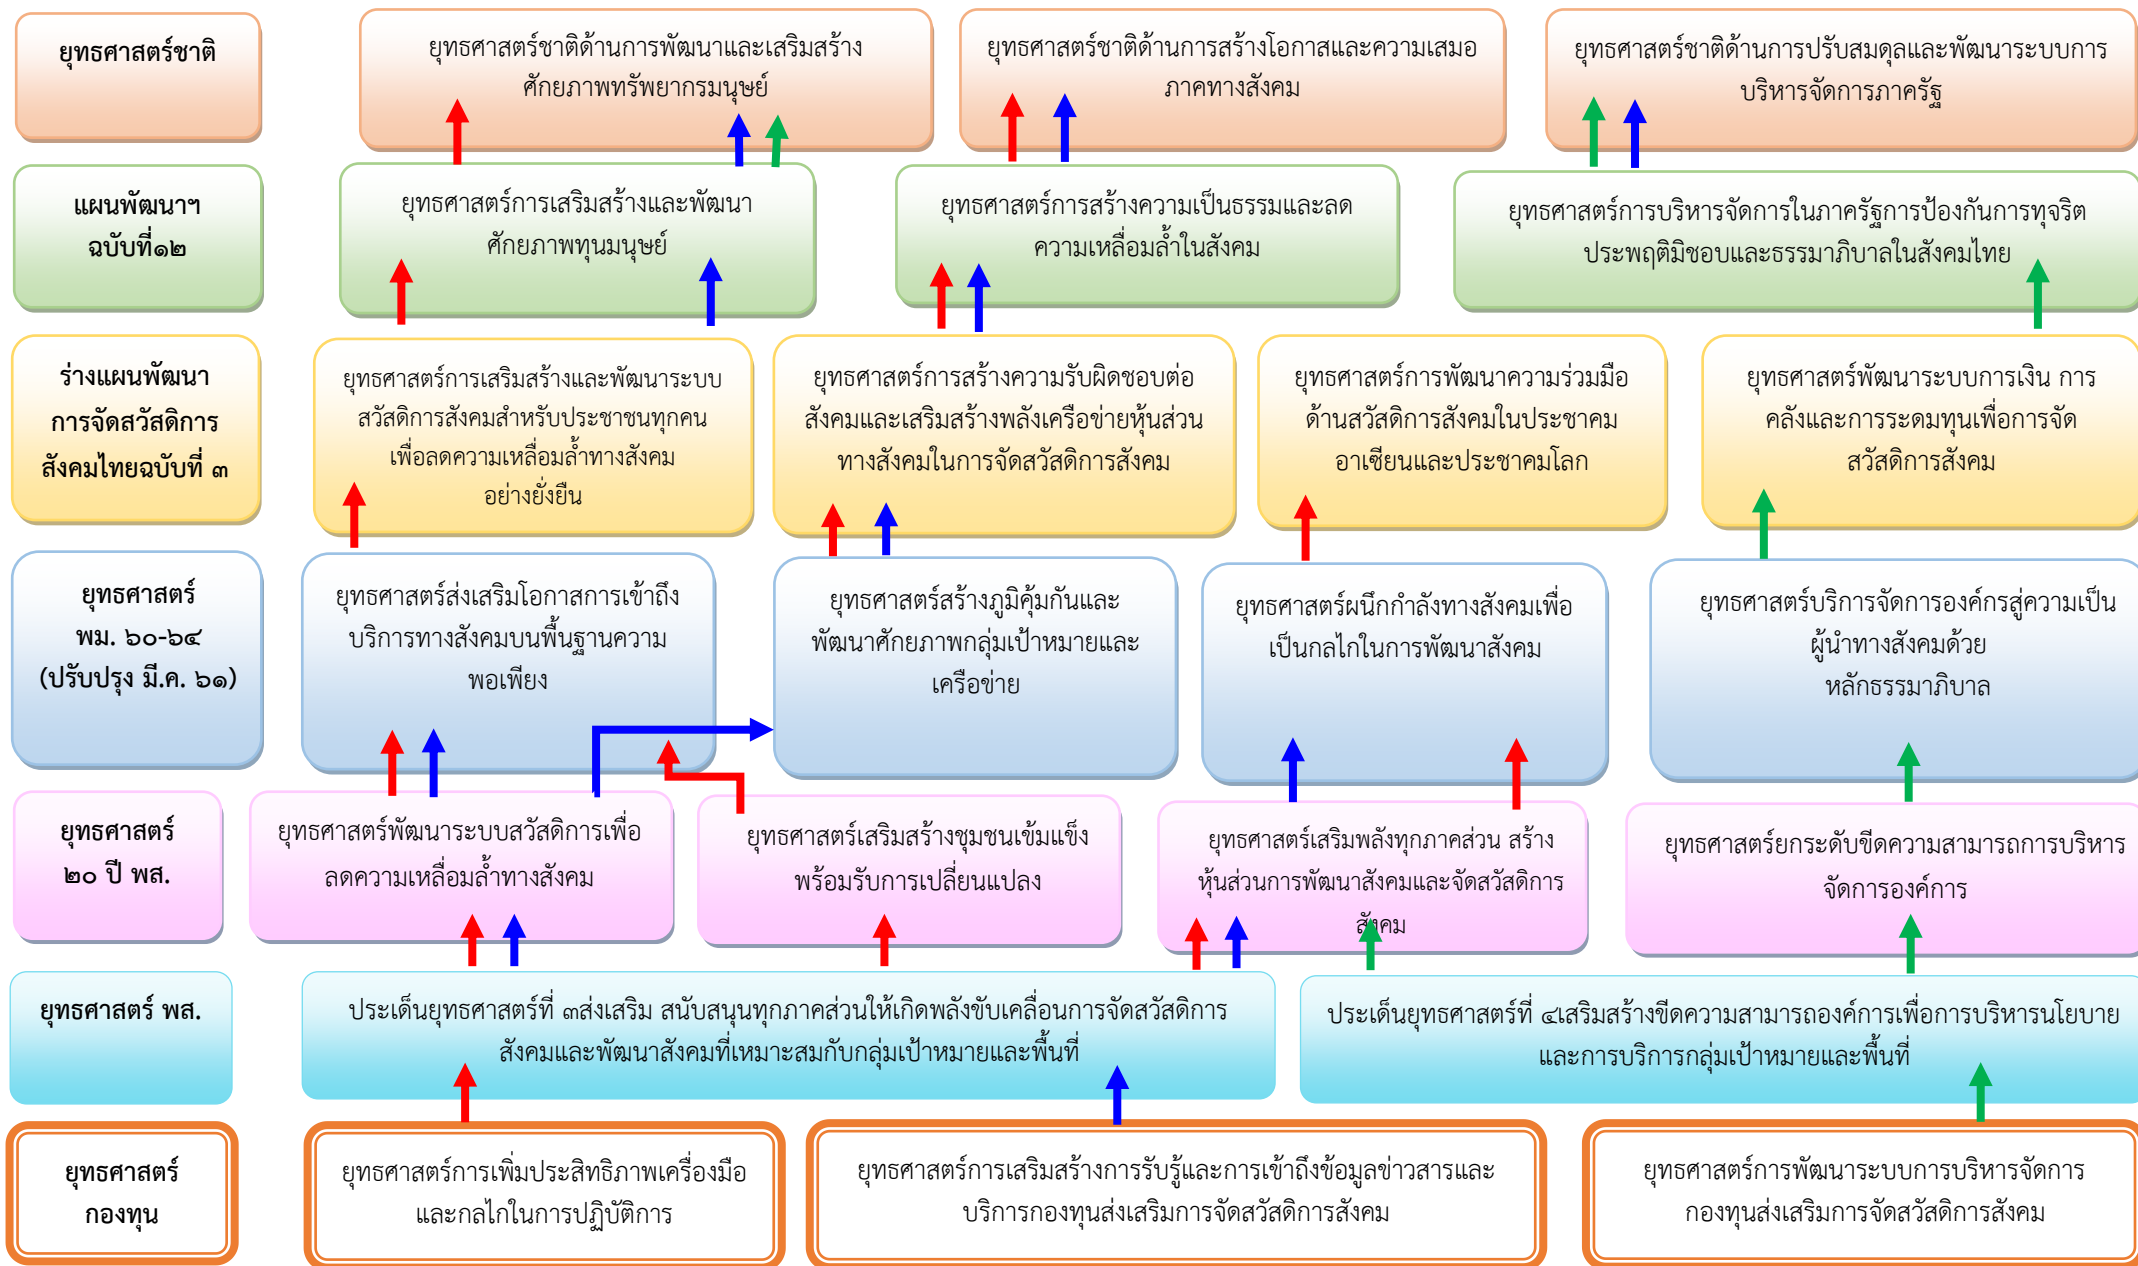 ยุทธศาสตร์ชาติ
ยุทธศาสตร์ชาติด้านการพัฒนาและเสริมสร้าง
ศักยภาพทรัพยากรมนุษย์
ยุทธศาสตร์ชาติด้านการสร้างโอกาสและความเสมอ
ภาคทางสังคม
ยุทธศาสตร์ชาติด้านการปรับสมดุลและพัฒนาระบบการ
บริหารจัดการภาครัฐ
แผนพัฒนาฯ
ฉบับที่๑๒
ยุทธศาสตร์การเสริมสร้างและพัฒนา
ศักยภาพทุนมนุษย์
ยุทธศาสตร์การสร้างความเป็นธรรมและลด
ความเหลื่อมล้ำในสังคม
ยุทธศาสตร์การบริหารจัดการในภาครัฐการป้องกันการทุจริต
ประพฤติมิชอบและธรรมาภิบาลในสังคมไทย
ร่างแผนพัฒนา
การจัดสวัสดิการ
สังคมไทยฉบับที่ ๓
ยุทธศาสตร์การเสริมสร้างและพัฒนาระบบ
สวัสดิการสังคมสำหรับประชาชนทุกคน
เพื่อลดความเหลื่อมล้ำทางสังคม
อย่างยั่งยืน
ยุทธศาสตร์การสร้างความรับผิดชอบต่อ
สังคมและเสริมสร้างพลังเครือข่ายหุ้นส่วน
ทางสังคมในการจัดสวัสดิการสังคม
ยุทธศาสตร์การพัฒนาความร่วมมือ
ด้านสวัสดิการสังคมในประชาคม
อาเซียนและประชาคมโลก
ยุทธศาสตร์พัฒนาระบบการเงิน การ
คลังและการระดมทุนเพื่อการจัด
สวัสดิการสังคม
ยุทธศาสตร์
พม. ๖๐-๖๔
(ปรับปรุง มี.ค. ๖๑)
ยุทธศาสตร์ส่งเสริมโอกาสการเข้าถึง
บริการทางสังคมบนพื้นฐานความ
พอเพียง
ยุทธศาสตร์สร้างภูมิคุ้มกันและ
พัฒนาศักยภาพกลุ่มเป้าหมายและ
เครือข่าย
ยุทธศาสตร์ผนึกกำลังทางสังคมเพื่อ
เป็นกลไกในการพัฒนาสังคม
ยุทธศาสตร์บริการจัดการองค์กรสู่ความเป็น
ผู้นำทางสังคมด้วย
หลักธรรมาภิบาล
ยุทธศาสตร์
๒๐ ปี พส.
ยุทธศาสตร์พัฒนาระบบสวัสดิการเพื่อ
ลดความเหลื่อมล้ำทางสังคม
ยุทธศาสตร์เสริมสร้างชุมชนเข้มแข็ง
พร้อมรับการเปลี่ยนแปลง
ยุทธศาสตร์เสริมพลังทุกภาคส่วน สร้าง
หุ้นส่วนการพัฒนาสังคมและจัดสวัสดิการ
สังคม
ยุทธศาสตร์ยกระดับขีดความสามารถการบริหาร
จัดการองค์การ
ยุทธศาสตร์ พส.
ประเด็นยุทธศาสตร์ที่ ๓ส่งเสริม สนับสนุนทุกภาคส่วนให้เกิดพลังขับเคลื่อนการจัดสวัสดิการ
สังคมและพัฒนาสังคมที่เหมาะสมกับกลุ่มเป้าหมายและพื้นที่
ประเด็นยุทธศาสตร์ที่ ๔เสริมสร้างขีดความสามารถองค์การเพื่อการบริหารนโยบาย
และการบริการกลุ่มเป้าหมายและพื้นที่
ยุทธศาสตร์
กองทุน
ยุทธศาสตร์การเพิ่มประสิทธิภาพเครื่องมือ
และกลไกในการปฏิบัติการ
ยุทธศาสตร์การเสริมสร้างการรับรู้และการเข้าถึงข้อมูลข่าวสารและ
บริการกองทุนส่งเสริมการจัดสวัสดิการสังคม
ยุทธศาสตร์การพัฒนาระบบการบริหารจัดการ
กองทุนส่งเสริมการจัดสวัสดิการสังคม